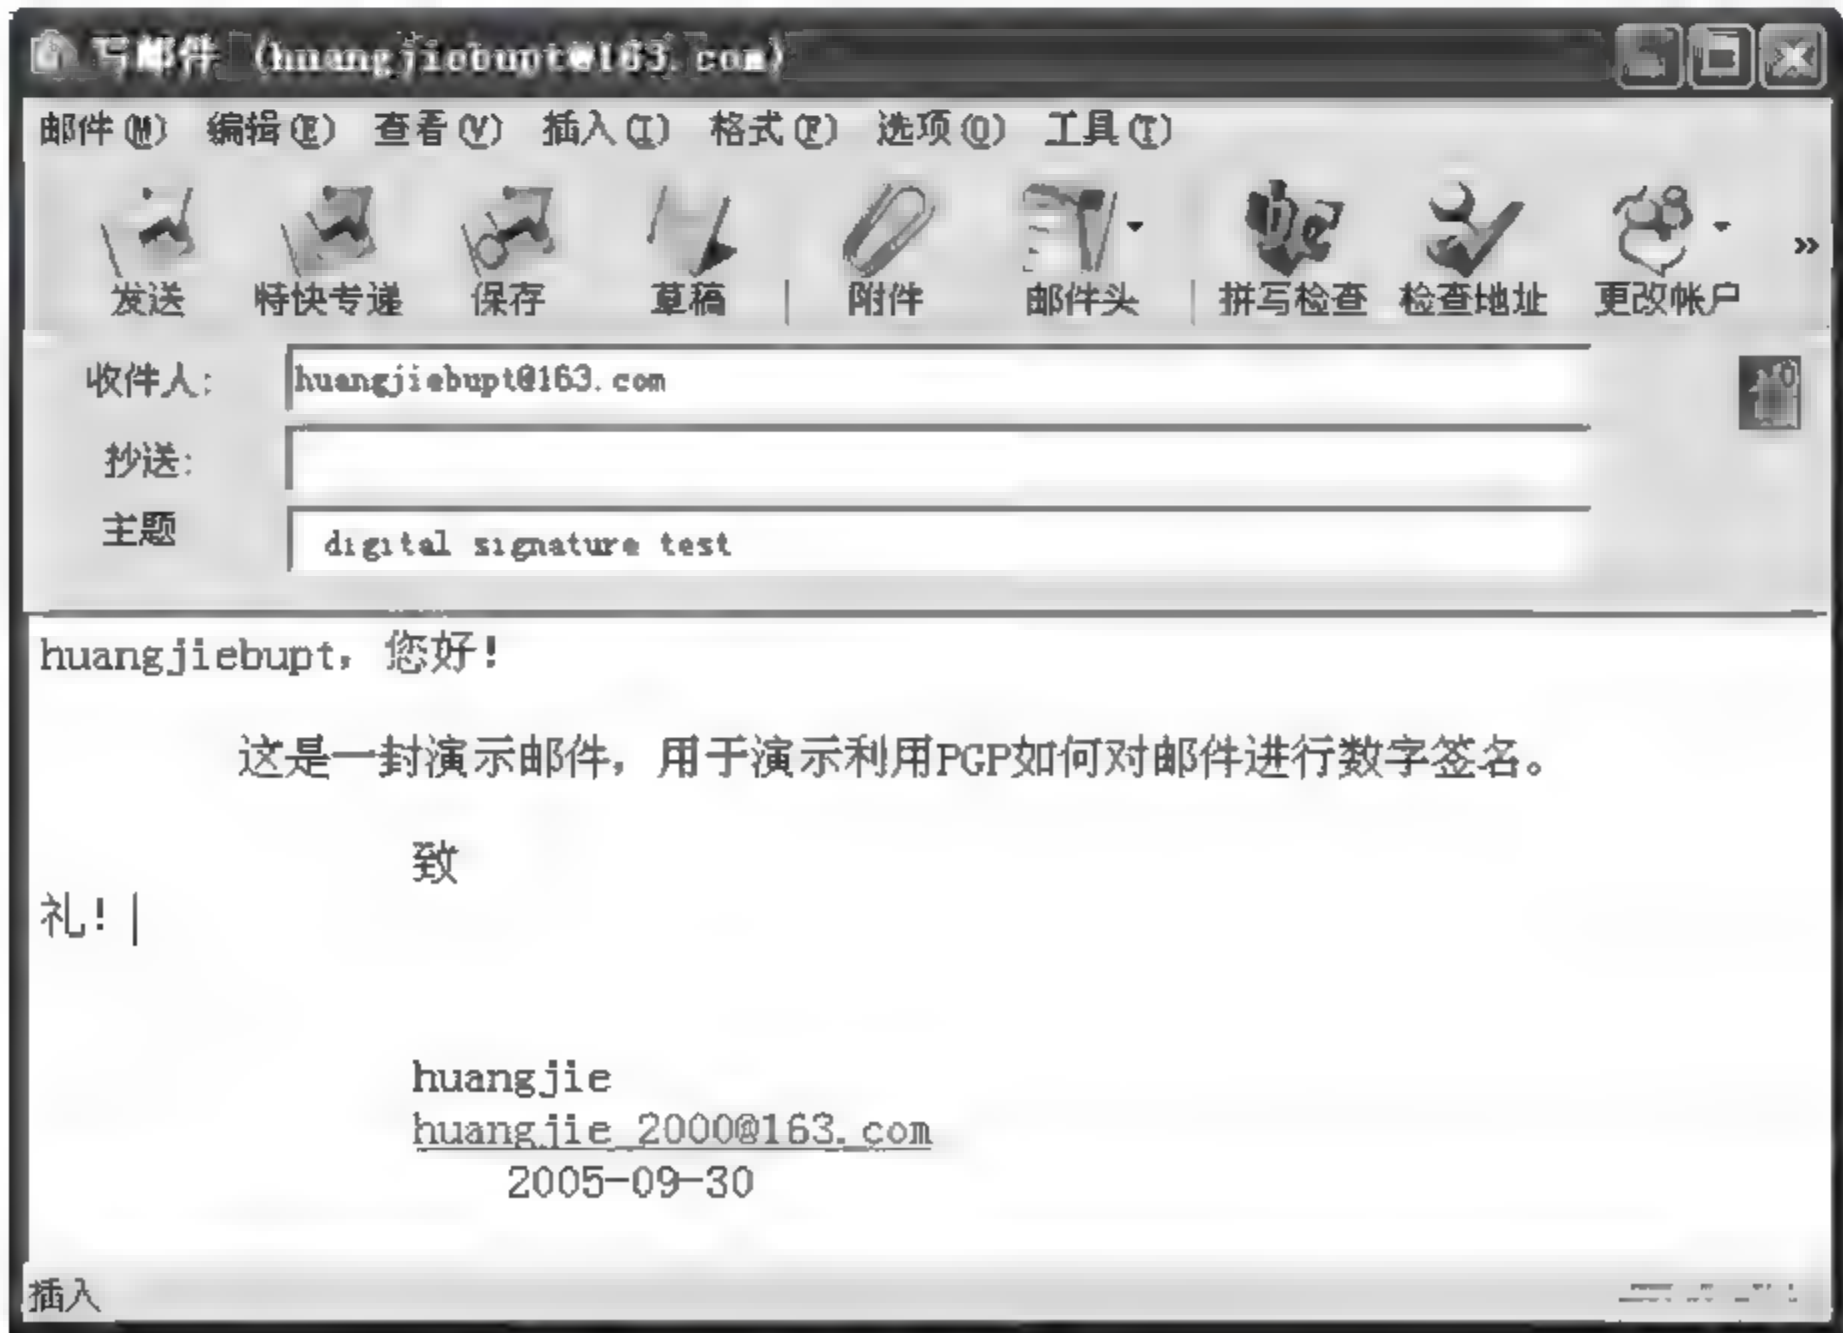 写邮件 (huangjiebupt@163.com)
邮件(M) 编辑(E) 查看(V) 插入(I) 格式(F) 选项(O) 工具(T)
发送 特快专递 保存 草稿 附件 邮件头 拼写检查 检查地址 更改帐户 »
收件人: huangjiebupt@163.com
抄送:
主题 digital signature test
huangjiebupt，您好!
这是一封演示邮件，用于演示利用PGP如何对邮件进行数字签名。
致
礼!
huangjie
huangjie_2000@163.com
2005-09-30
插入